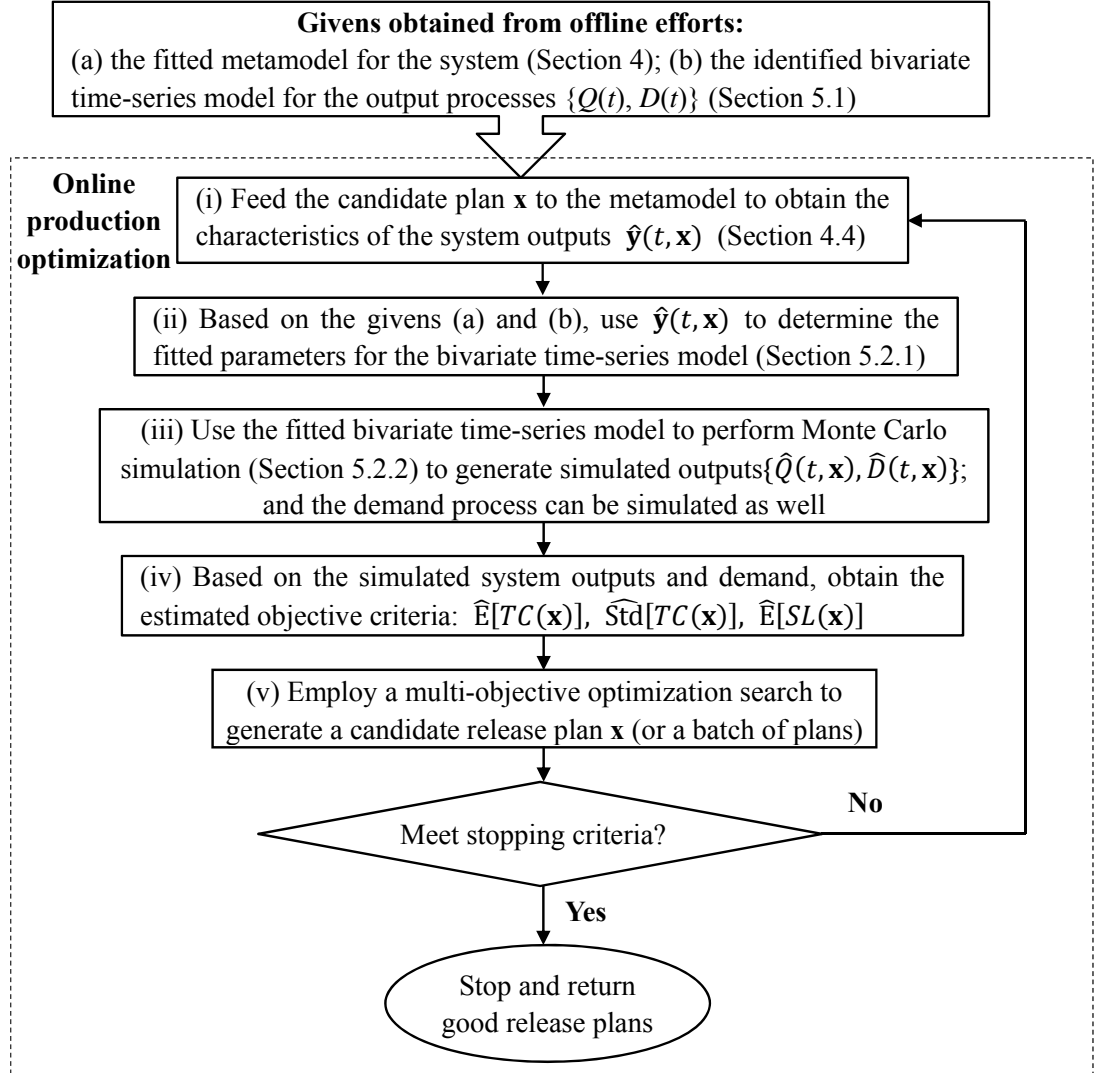 Givens obtained from offline efforts:
(a) the fitted metamodel for the system (Section 4); (b) the identified bivariate
time-series model for the output processes {Q(t), D(t)} (Section 5.1)
Online
production
optimization
(i) Feed the candidate plan x to the metamodel to obtain the
characteristics of the system outputs ŷ(t, x) (Section 4.4)
(ii) Based on the givens (a) and (b), use ŷ(t, x) to determine the
fitted parameters for the bivariate time-series model (Section 5.2.1)
(iii) Use the fitted bivariate time-series model to perform Monte Carlo
simulation (Section 5.2.2) to generate simulated outputs{Q̂(t, x), D̂(t, x)};
and the demand process can be simulated as well
(iv) Based on the simulated system outputs and demand, obtain the
estimated objective criteria: Ê[TC(x)], Std̂[TC(x)], Ê[SL(x)]
(v) Employ a multi-objective optimization search to
generate a candidate release plan x (or a batch of plans)
No
Meet stopping criteria?
Yes
Stop and return
good release plans